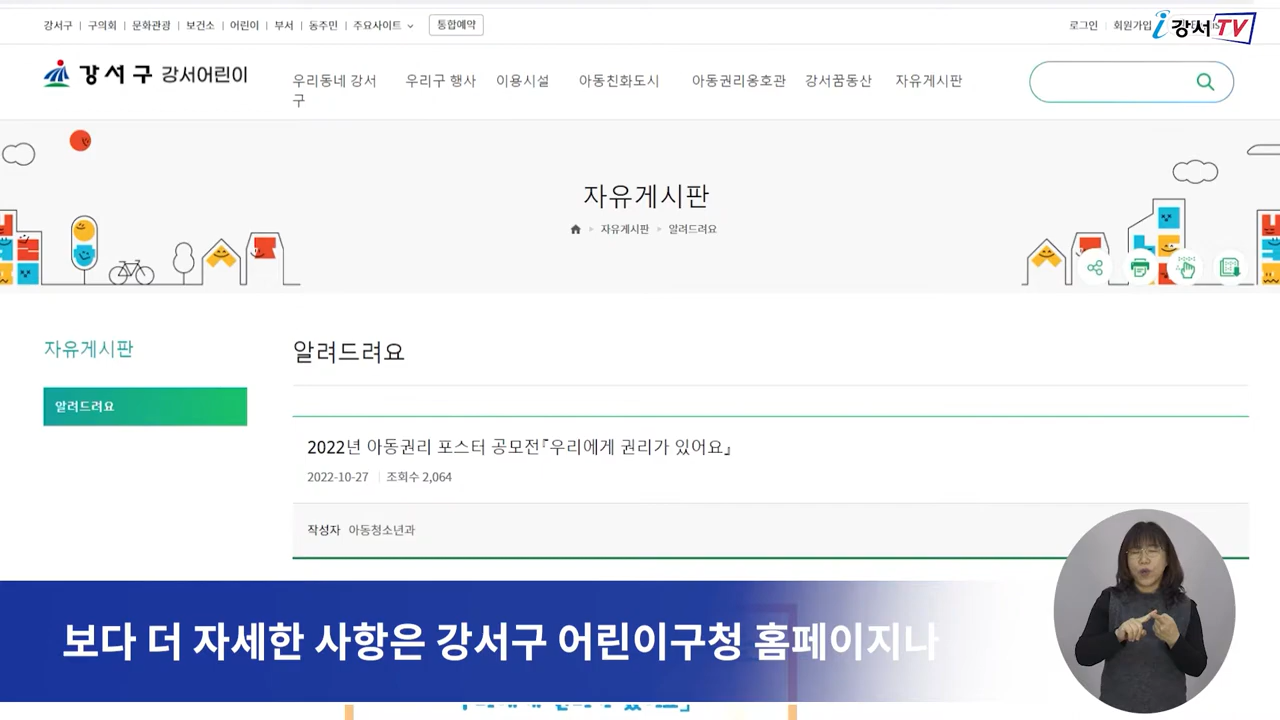 강서구 | 구의회 | 문화관광 | 보건소 | 어린이 | 부서 | 동주민 | 주요사이트 통합예약
로그인 | 회원가입
i강서TV
강서구 강서어린이
우리동네 강서구 우리구 행사 이용시설 아동친화도시 아동권리옹호관 강서꿈동산 자유게시판
자유게시판
자유게시판 알려드려요
자유게시판
알려드려요
알려드려요
2022년 아동권리 포스터 공모전『우리에게 권리가 있어요』
2022-10-27 | 조회수 2,064
작성자 아동청소년과
보다 더 자세한 사항은 강서구 어린이구청 홈페이지나